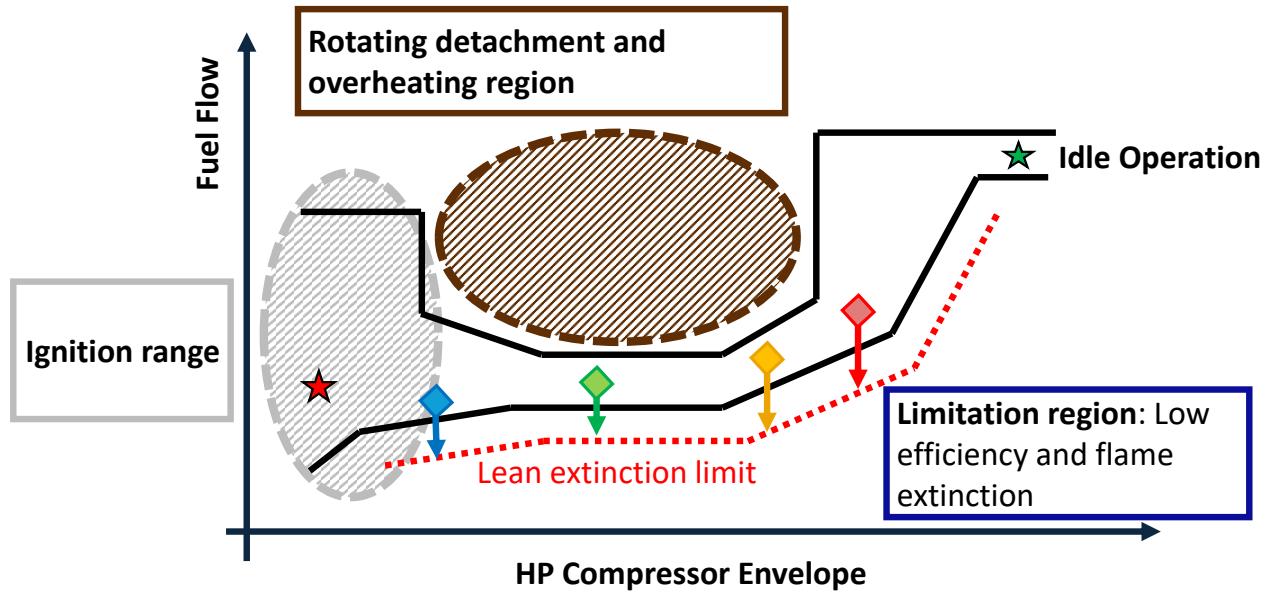 Rotating detachment and
overheating region
Fuel Flow
Idle Operation
Ignition range
Limitation region: Low
efficiency and flame
extinction
Lean extinction limit
HP Compressor Envelope